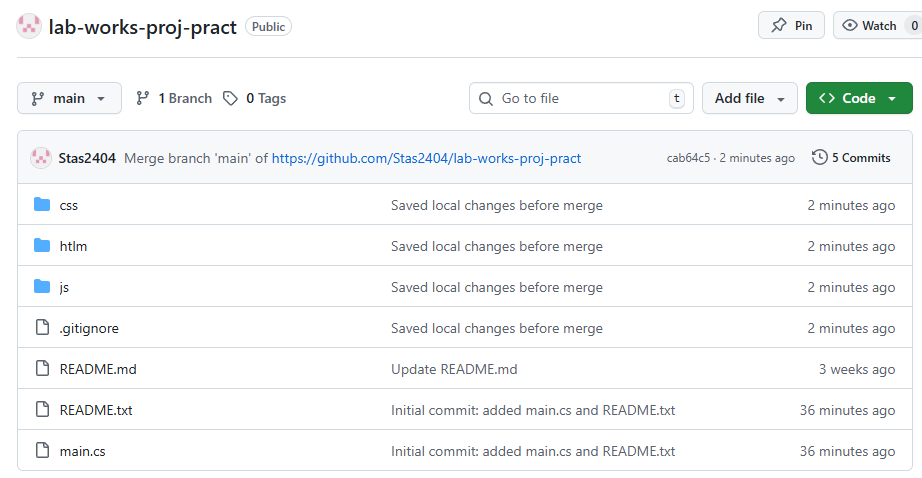 lab-works-proj-pract Public Pin Watch 0
main 1 Branch 0 Tags Go to file t Add file Code
Stas2404 Merge branch 'main' of https://github.com/Stas2404/lab-works-proj-pract cab64c5 · 2 minutes ago 5 Commits
css Saved local changes before merge 2 minutes ago
htlm Saved local changes before merge 2 minutes ago
js Saved local changes before merge 2 minutes ago
.gitignore Saved local changes before merge 2 minutes ago
README.md Update README.md 3 weeks ago
README.txt Initial commit: added main.cs and README.txt 36 minutes ago
main.cs Initial commit: added main.cs and README.txt 36 minutes ago